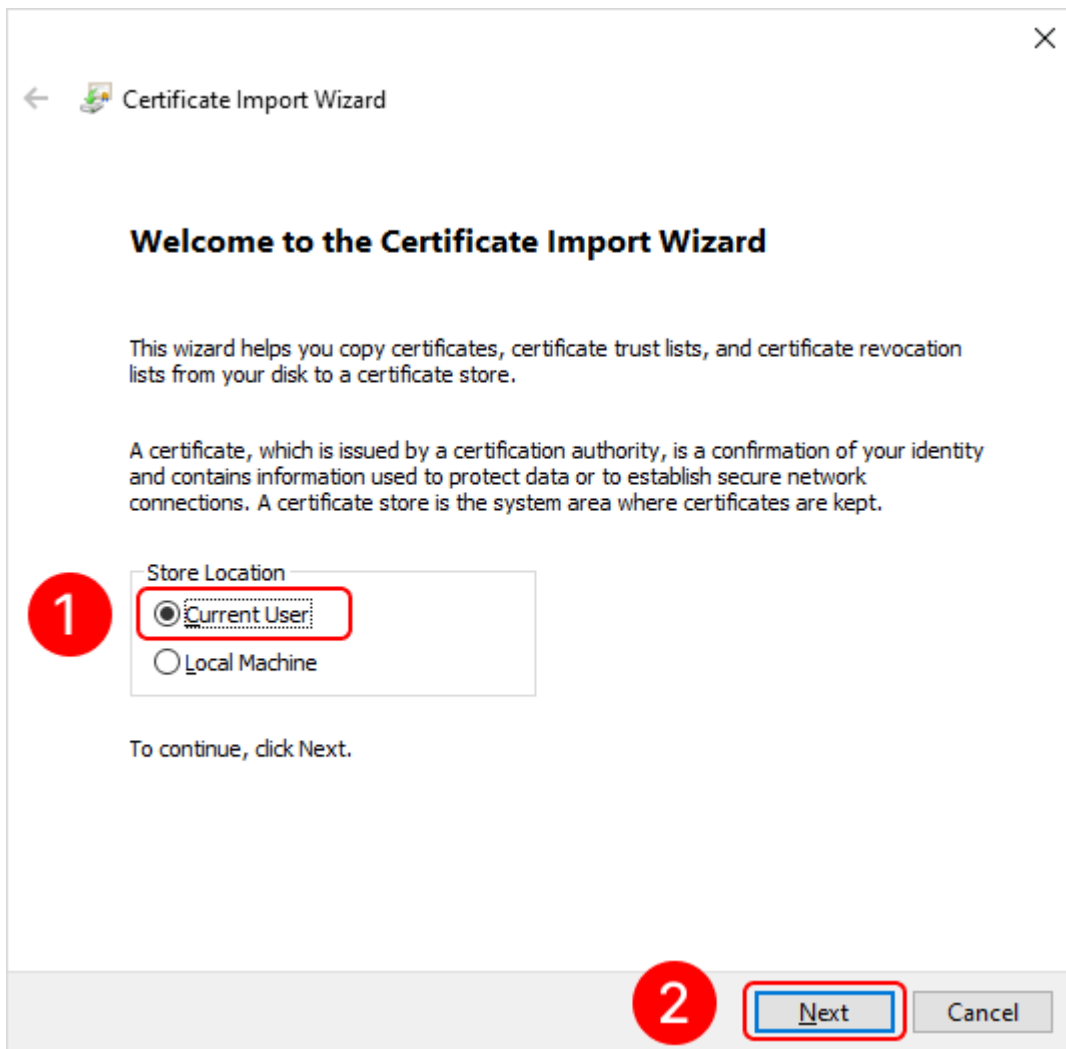 Certificate Import Wizard
Welcome to the Certificate Import Wizard
This wizard helps you copy certificates, certificate trust lists, and certificate revocation
lists from your disk to a certificate store.
A certificate, which is issued by a certification authority, is a confirmation of your identity
and contains information used to protect data or to establish secure network
connections. A certificate store is the system area where certificates are kept.
Store Location
1
Current User
Local Machine
To continue, click Next.
2
Next
Cancel